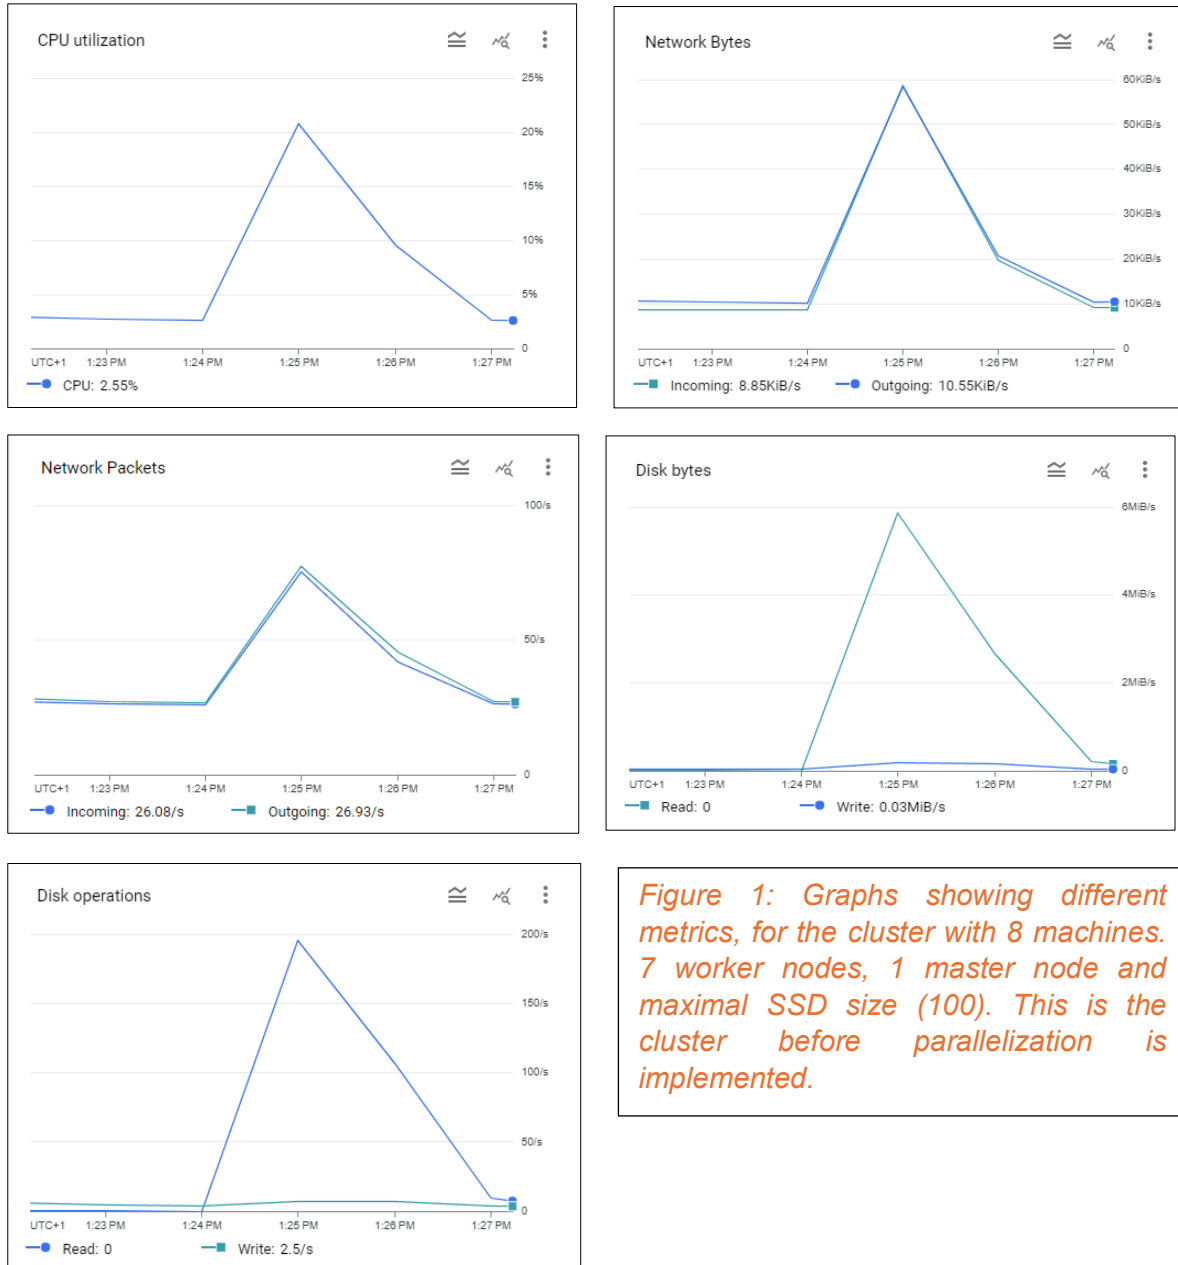 CPU utilization
25%
20%
15%
10%
5%
0
UTC+1 1:23 PM 1:24 PM 1:25 PM 1:26 PM 1:27 PM
CPU: 2.55%
Network Bytes
60KiB/s
50KiB/s
40KiB/s
30KiB/s
20KiB/s
10KiB/s
0
UTC+1 1:23 PM 1:24 PM 1:25 PM 1:26 PM 1:27 PM
Incoming: 8.85KiB/s Outgoing: 10.55KiB/s
Network Packets
100/s
50/s
0
UTC+1 1:23 PM 1:24 PM 1:25 PM 1:26 PM 1:27 PM
Incoming: 26.08/s Outgoing: 26.93/s
Disk bytes
6MiB/s
4MiB/s
2MiB/s
0
UTC+1 1:23 PM 1:24 PM 1:25 PM 1:26 PM 1:27 PM
Read: 0 Write: 0.03MiB/s
Disk operations
200/s
150/s
100/s
50/s
0
UTC+1 1:23 PM 1:24 PM 1:25 PM 1:26 PM 1:27 PM
Read: 0 Write: 2.5/s
Figure 1: Graphs showing different
metrics, for the cluster with 8 machines.
7 worker nodes, 1 master node and
maximal SSD size (100). This is the
cluster before parallelization is
implemented.